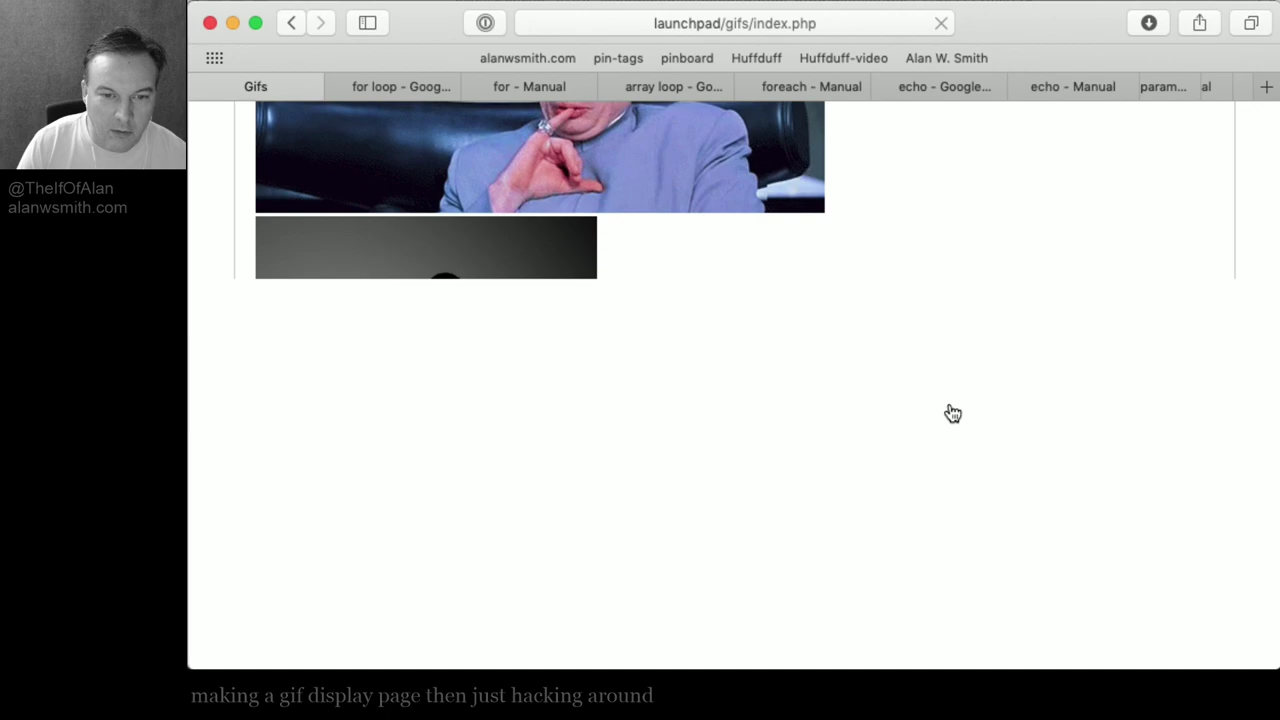 launchpad/gifs/index.php
alanwsmith.com pin-tags pinboard Huffduff Huffduff-video Alan W. Smith
Gifs for loop - Goog... for - Manual array loop - Go... foreach - Manual echo - Google... echo - Manual param... al
@TheIfOfAlan
alanwsmith.com
making a gif display page then just hacking around